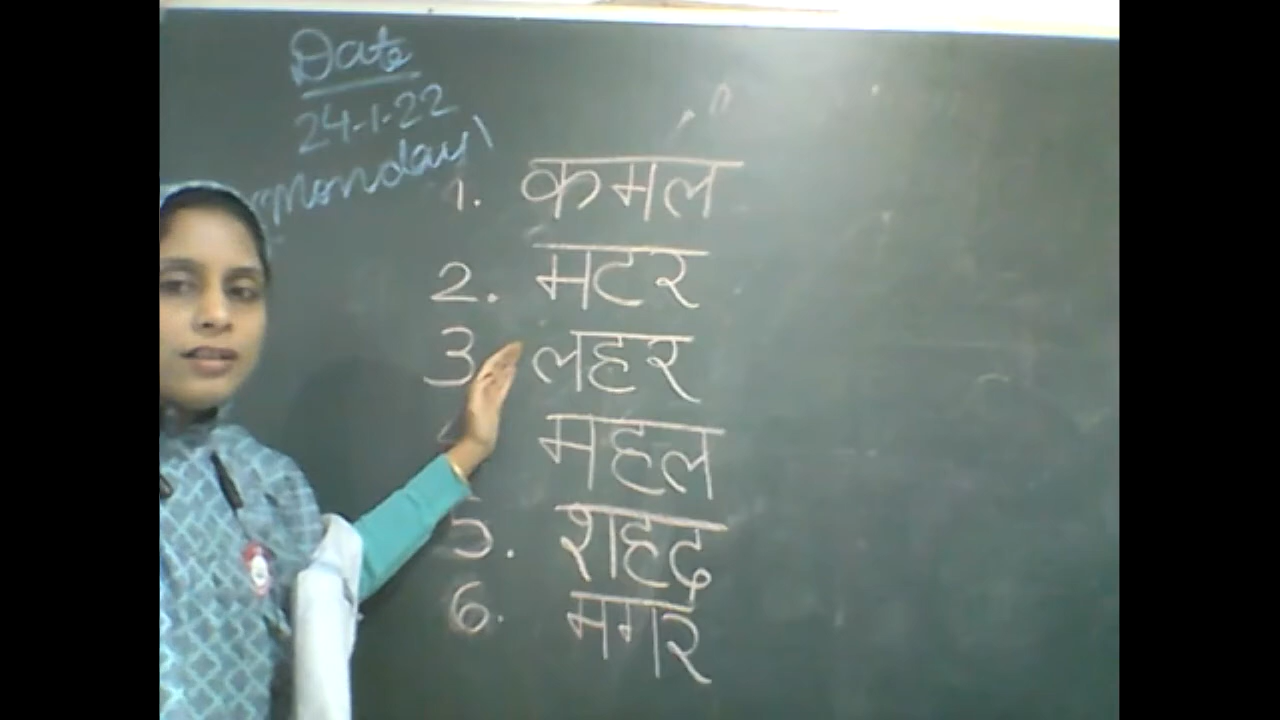 Date
24-1-22
Monday
1. कमल
2. मटर
3 लहर
महल
5. शहद
6. मगर